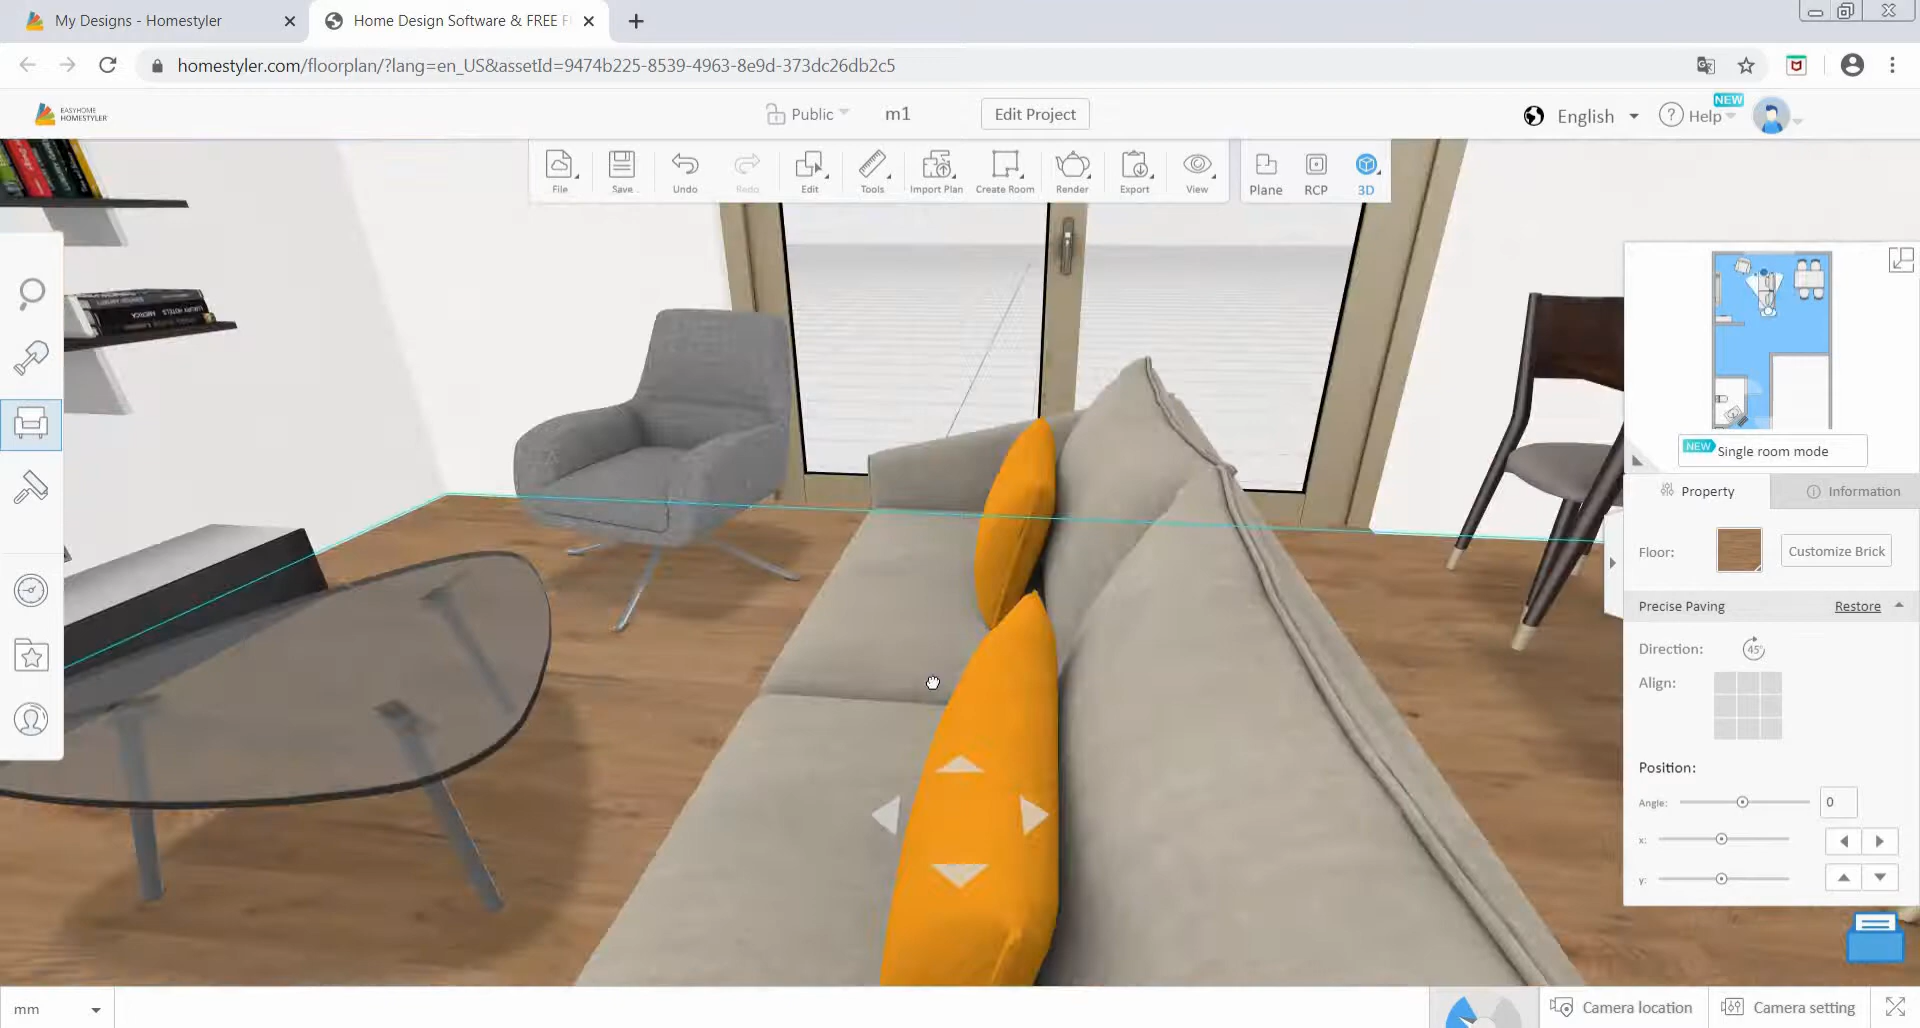 My Designs - Homestyler
Home Design Software & FREE F
homestyler.com/floorplan/?lang=en_US&assetId=9474b225-8539-4963-8e9d-373dc26db2c5
EASYHOME
HOMESTYLER
Public
m1
Edit Project
English
Help
NEW
File
Save
Undo
Redo
Edit
Tools
Import Plan
Create Room
Render
Export
View
Plane
RCP
3D
NEW
Single room mode
Property
Information
Floor:
Customize Brick
Precise Paving
Restore
Direction:
45°
Align:
Position:
Angle:
0
x:
y:
mm
Camera location
Camera setting